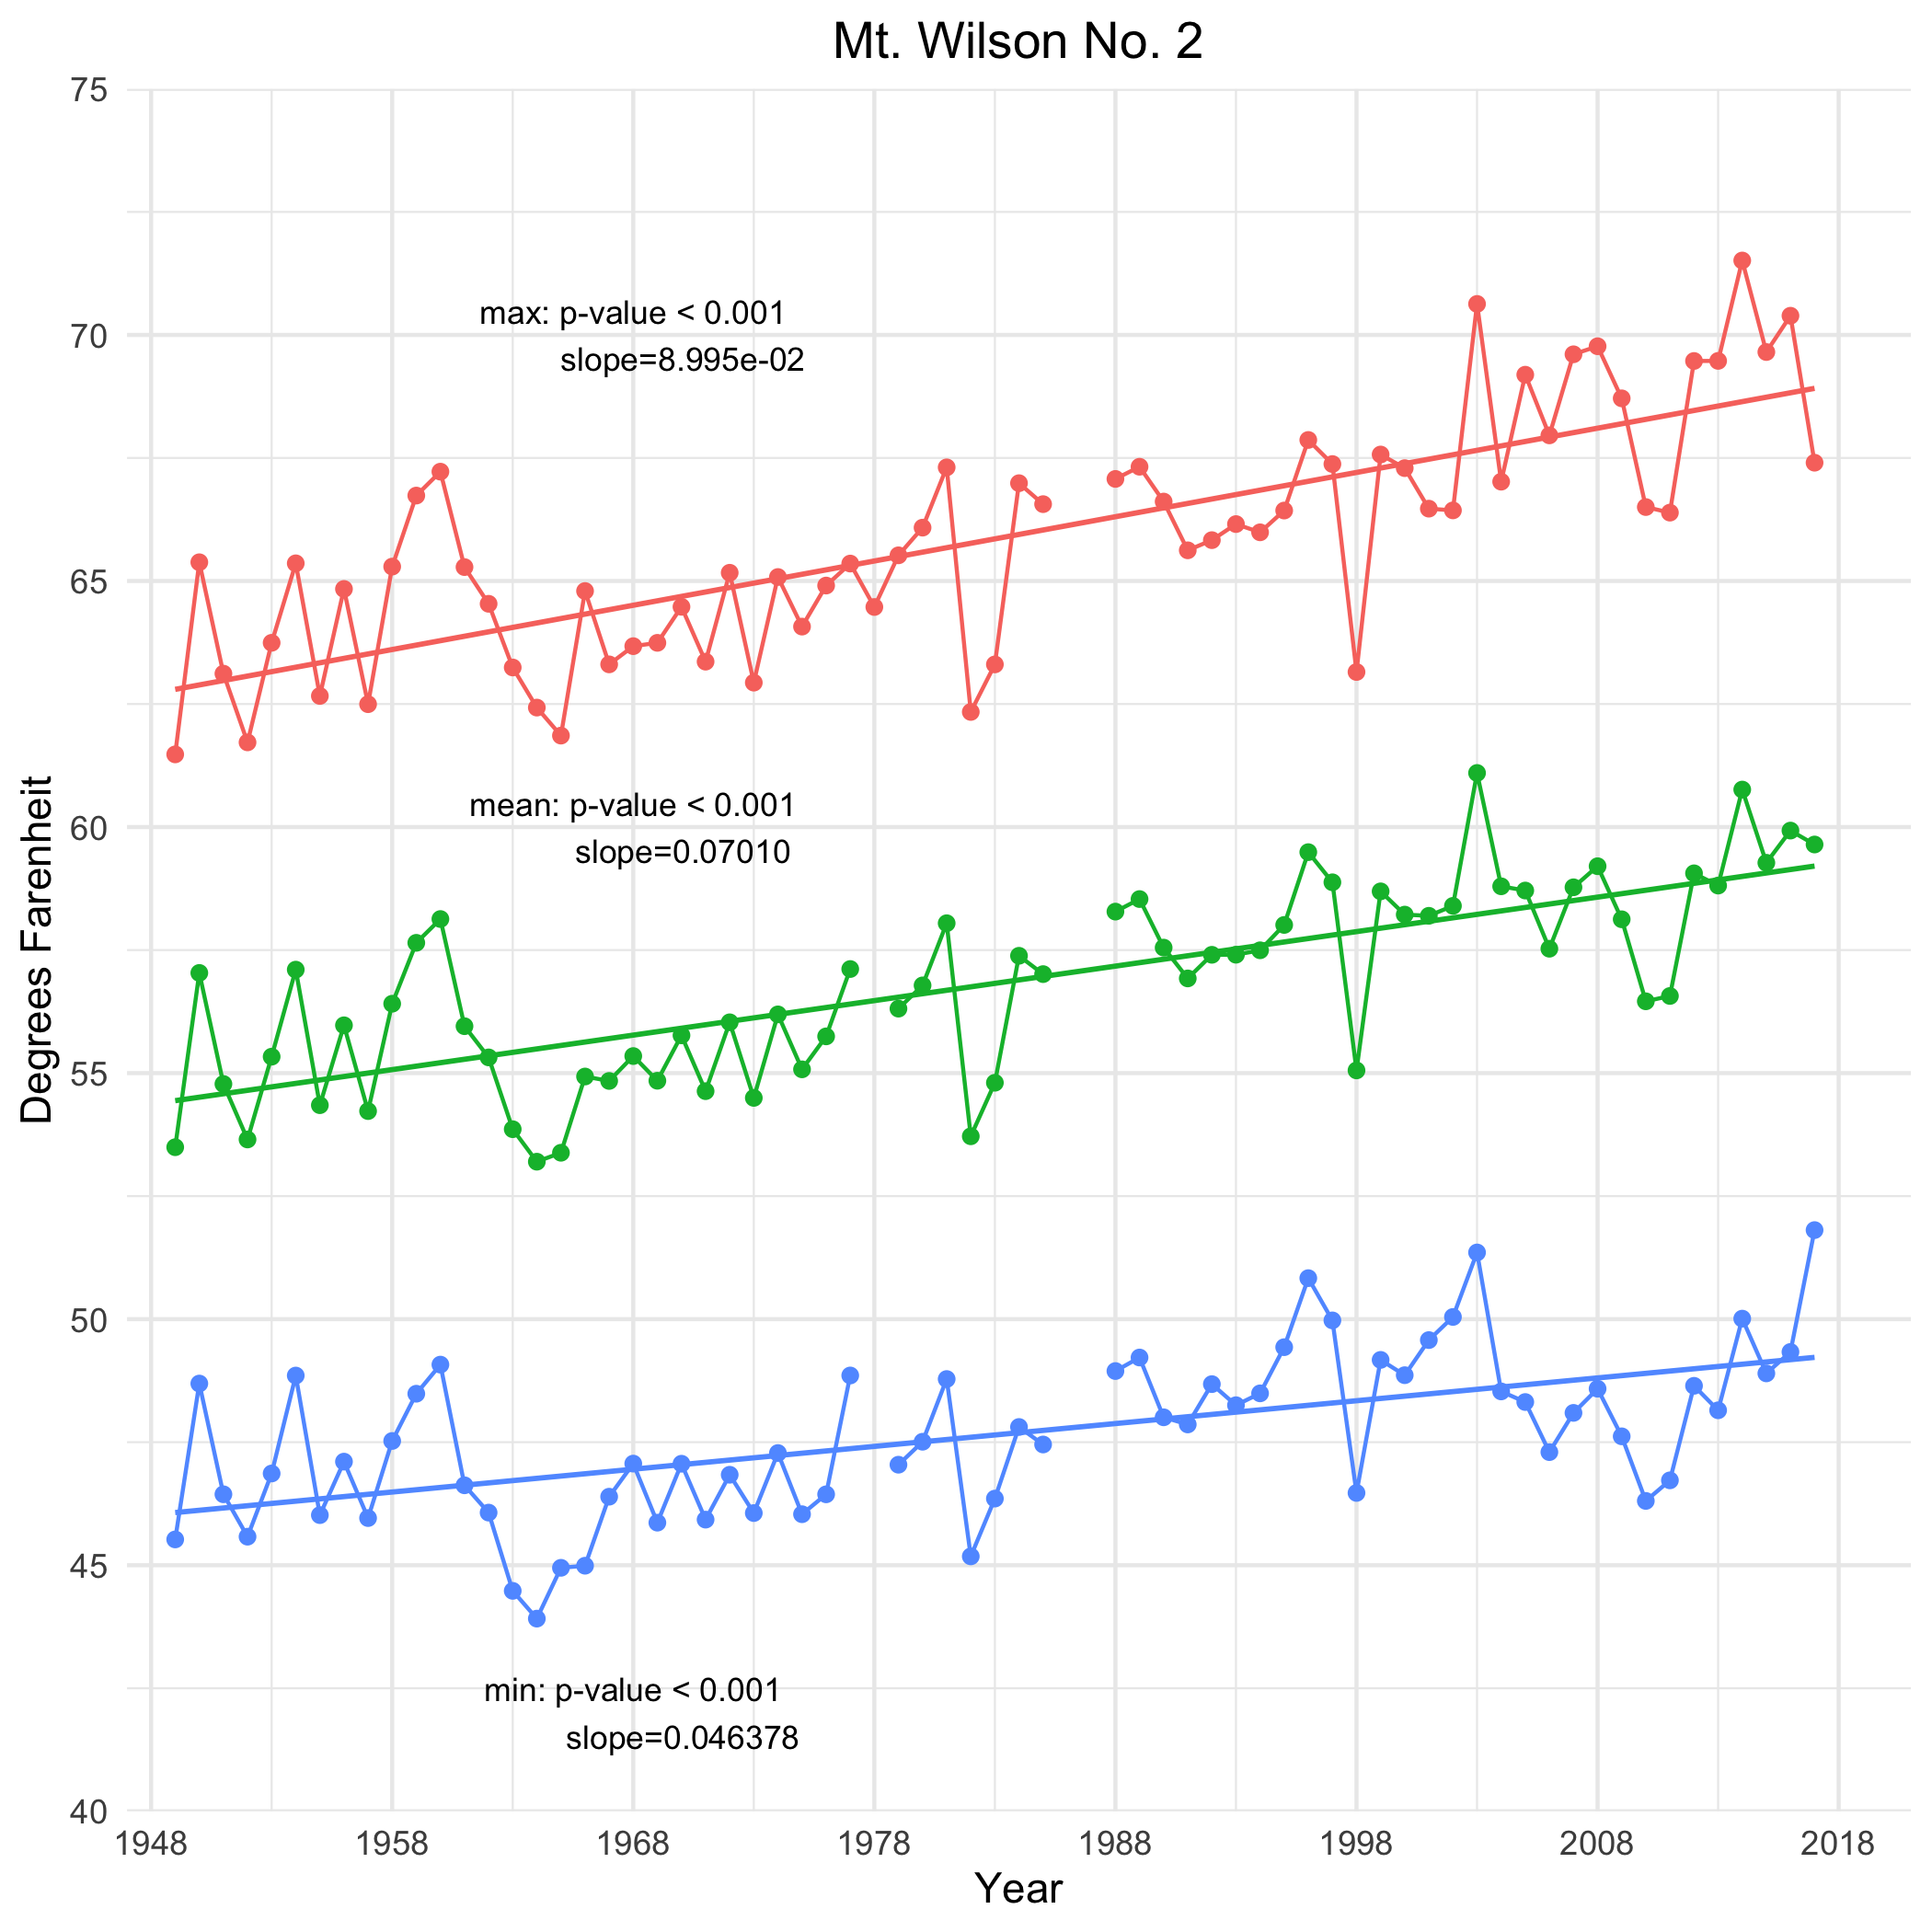 Mt. Wilson No. 2
75
70
65
60
55
50
45
40
Degrees Farenheit
max: p-value < 0.001
slope=8.995e-02
mean: p-value < 0.001
slope=0.07010
min: p-value < 0.001
slope=0.046378
1948 1958 1968 1978 1988 1998 2008 2018
Year